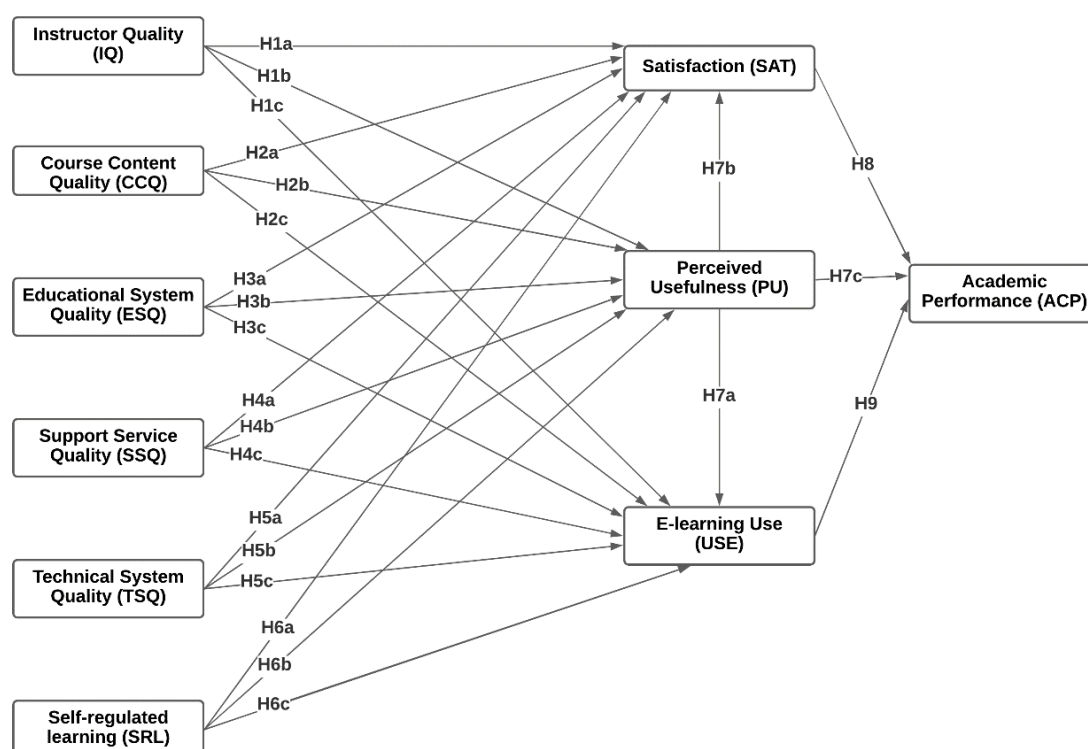 Instructor Quality
(IQ)
Course Content
Quality (CCQ)
Educational System
Quality (ESQ)
Support Service
Quality (SSQ)
Technical System
Quality (TSQ)
Self-regulated
learning (SRL)
H1a
H1b
H1c
H2a
H2b
H2c
H3a
H3b
H3c
H4a
H4b
H4c
H5a
H5b
H5c
H6a
H6b
H6c
Satisfaction (SAT)
H7b
Perceived
Usefulness (PU)
H7a
E-learning Use
(USE)
H8
H7c
H9
Academic
Performance (ACP)